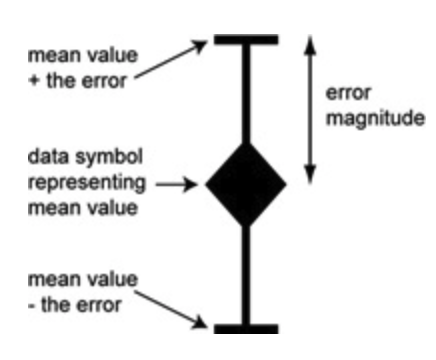 mean value
+ the error
error
magnitude
data symbol
representing
mean value
mean value
- the error